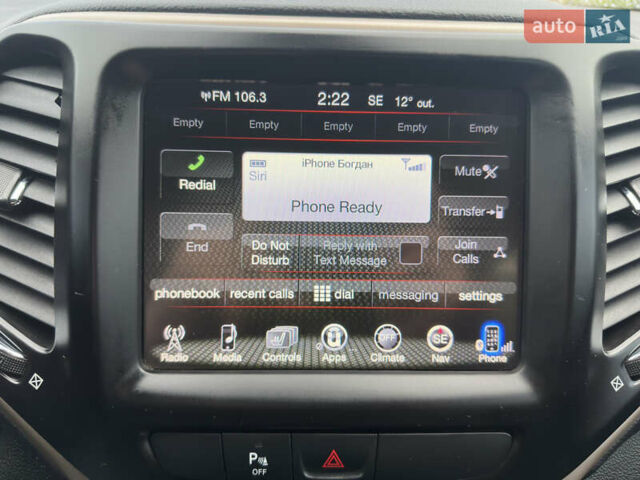 auto RIA
FM 106.3 2:22 SE 12° out.
Empty Empty Empty Empty Empty
Redial
iPhone Богдан
Siri
Phone Ready
Mute
Transfer
End
Do Not Disturb
Reply with Text Message
Join Calls
phonebook recent calls dial messaging settings
OFF SE
Radio Media Controls Apps Climate Nav Phone
P OFF